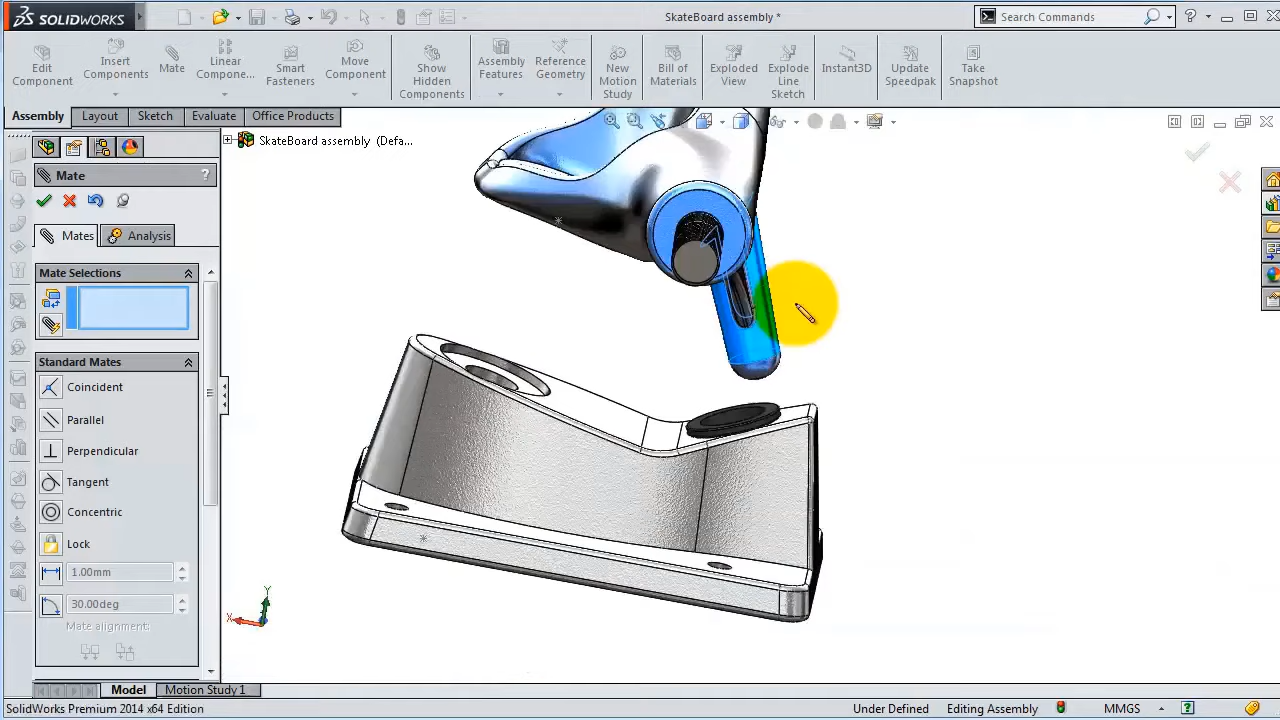 SOLIDWORKS
SkateBoard assembly *
Search Commands
Edit
Component
Insert
Components
Mate
Linear
Compone...
Smart
Fasteners
Move
Component
Show
Hidden
Components
Assembly
Features
Reference
Geometry
New
Motion
Study
Bill of
Materials
Exploded
View
Explode
Line
Sketch
Instant3D
Update
Speedpak
Take
Snapshot
Assembly
Layout
Sketch
Evaluate
Office Products
SkateBoard assembly (Defa...
Mate
?
Mates
Analysis
Mate Selections
Standard Mates
Coincident
Parallel
Perpendicular
Tangent
Concentric
Lock
1.00mm
30.00deg
Mate alignment:
Y
X
Model
Motion Study 1
SolidWorks Premium 2014 x64 Edition
Under Defined
Editing Assembly
MMGS
?